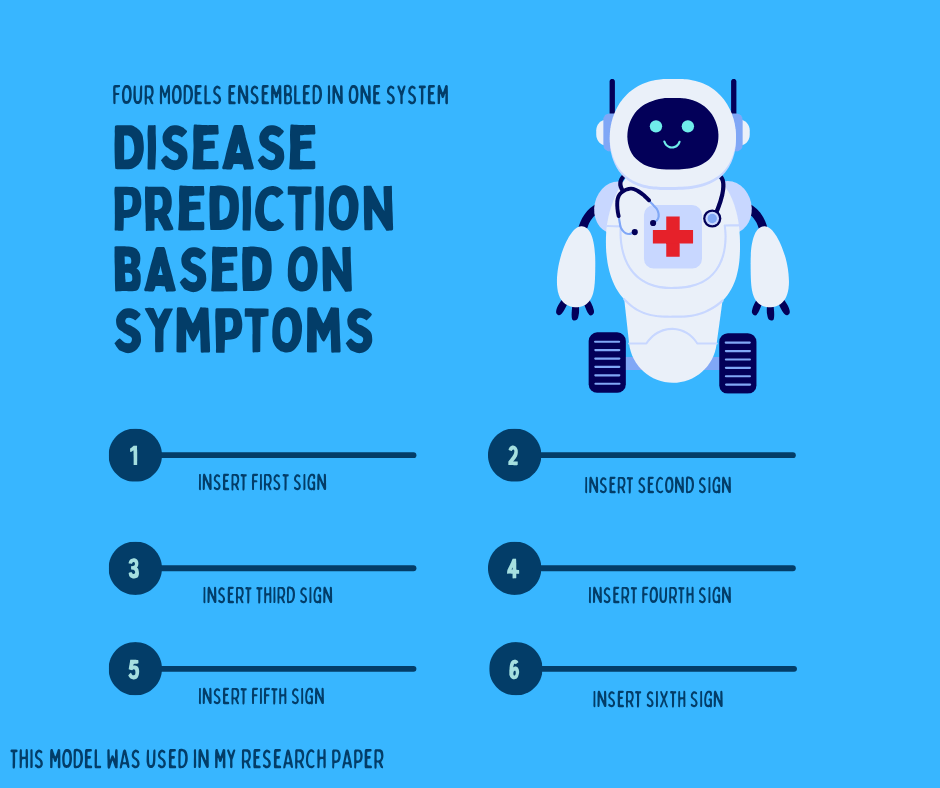 FOUR MODELS ENSEMBLED IN ONE SYSTEM
DISEASE
PREDICTION
BASED ON
SYMPTOMS
1
INSERT FIRST SIGN
2
INSERT SECOND SIGN
3
INSERT THIRD SIGN
4
INSERT FOURTH SIGN
5
INSERT FIFTH SIGN
6
INSERT SIXTH SIGN
THIS MODEL WAS USED IN MY RESEARCH PAPER